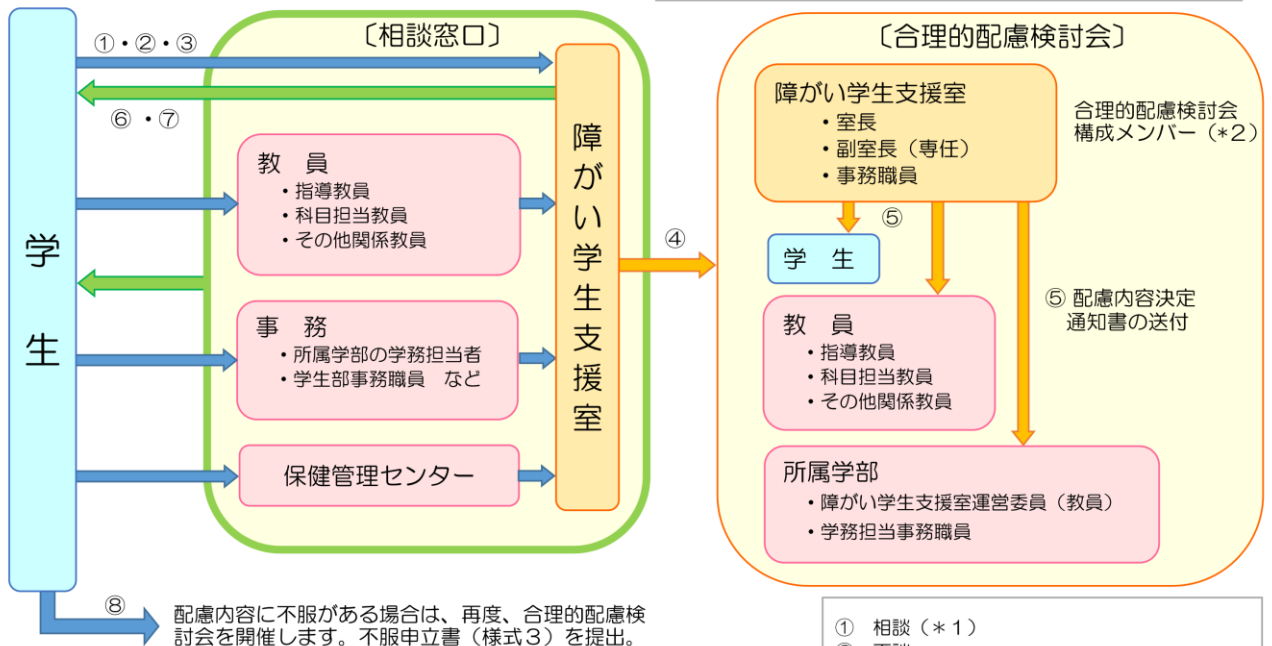 学生
①・②・③
⑥・⑦
〔相談窓口〕
教 員
・指導教員
・科目担当教員
・その他関係教員
事 務
・所属学部の学務担当者
・学生部事務職員 など
保健管理センター
障がい学生支援室
④
〔合理的配慮検討会〕
障がい学生支援室
・室長
・副室長（専任）
・事務職員
合理的配慮検討会
構成メンバー（*2）
⑤
学 生
教 員
・指導教員
・科目担当教員
・その他関係教員
⑤ 配慮内容決定
通知書の送付
所属学部
・障がい学生支援室運営委員（教員）
・学務担当事務職員
⑧
配慮内容に不服がある場合は、再度、合理的配慮検
討会を開催します。不服申立書（様式３）を提出。
① 相談（＊１）